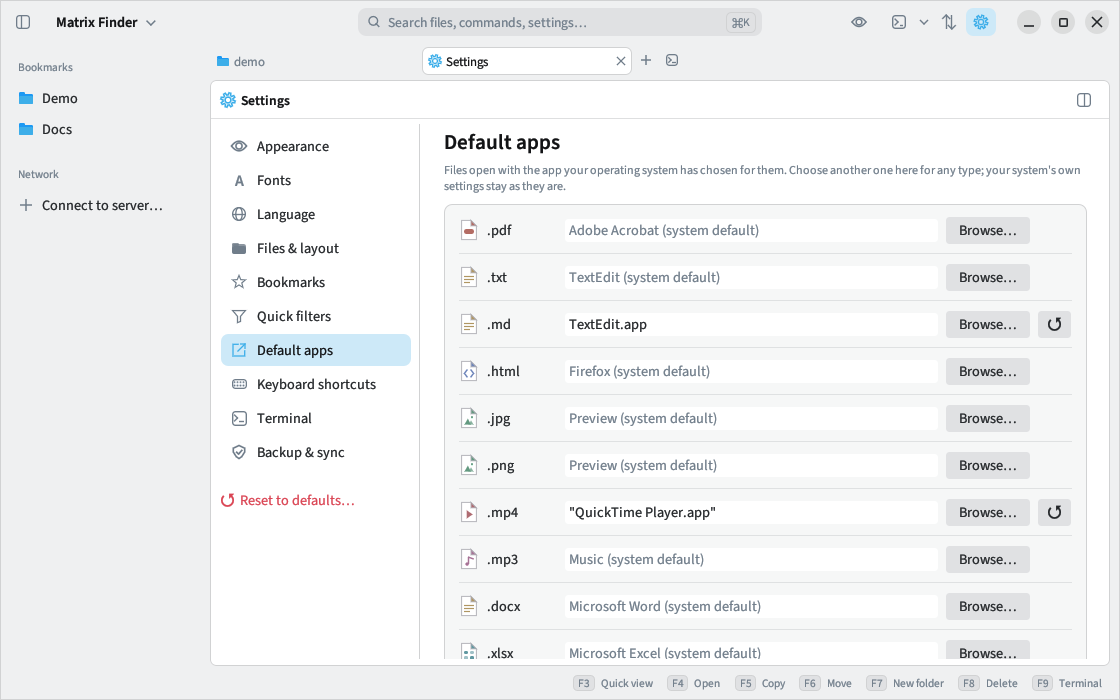 Matrix Finder
Search files, commands, settings…
⌘K
Bookmarks
Demo
Docs
Network
Connect to server…
demo
Settings
Settings
Appearance
Fonts
Language
Files & layout
Bookmarks
Quick filters
Default apps
Keyboard shortcuts
Terminal
Backup & sync
Reset to defaults…
Default apps
Files open with the app your operating system has chosen for them. Choose another one here for any type; your system's own
settings stay as they are.
.pdf Adobe Acrobat (system default) Browse…
.txt TextEdit (system default) Browse…
.md TextEdit.app Browse…
.html Firefox (system default) Browse…
.jpg Preview (system default) Browse…
.png Preview (system default) Browse…
.mp4 "QuickTime Player.app" Browse…
.mp3 Music (system default) Browse…
.docx Microsoft Word (system default) Browse…
.xlsx Microsoft Excel (system default) Browse…
F3 Quick view F4 Open F5 Copy F6 Move F7 New folder F8 Delete F9 Terminal